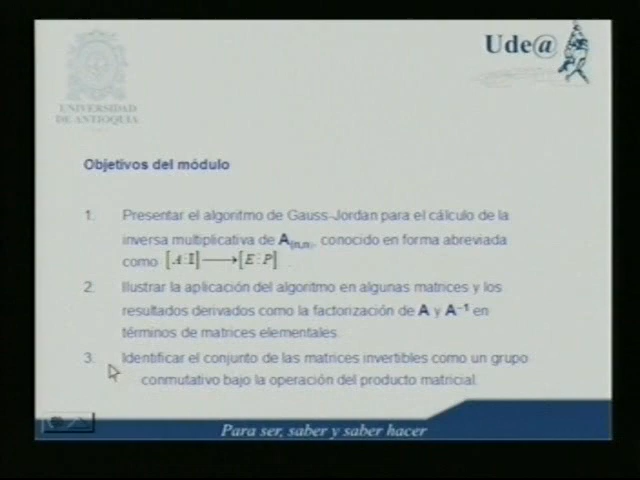 Ude@
UNIVERSIDAD
DE ANTIOQUIA
Objetivos del módulo
1. Presentar el algoritmo de Gauss-Jordan para el cálculo de la
inversa multiplicativa de A(n,n), conocido en forma abreviada
como [A⋮I]⟶[E⋮P]
2. Ilustrar la aplicación del algoritmo en algunas matrices y los
resultados derivados como la factorización de A y A⁻¹ en
términos de matrices elementales.
3. Identificar el conjunto de las matrices invertibles como un grupo
conmutativo bajo la operación del producto matricial.
Para ser, saber y saber hacer